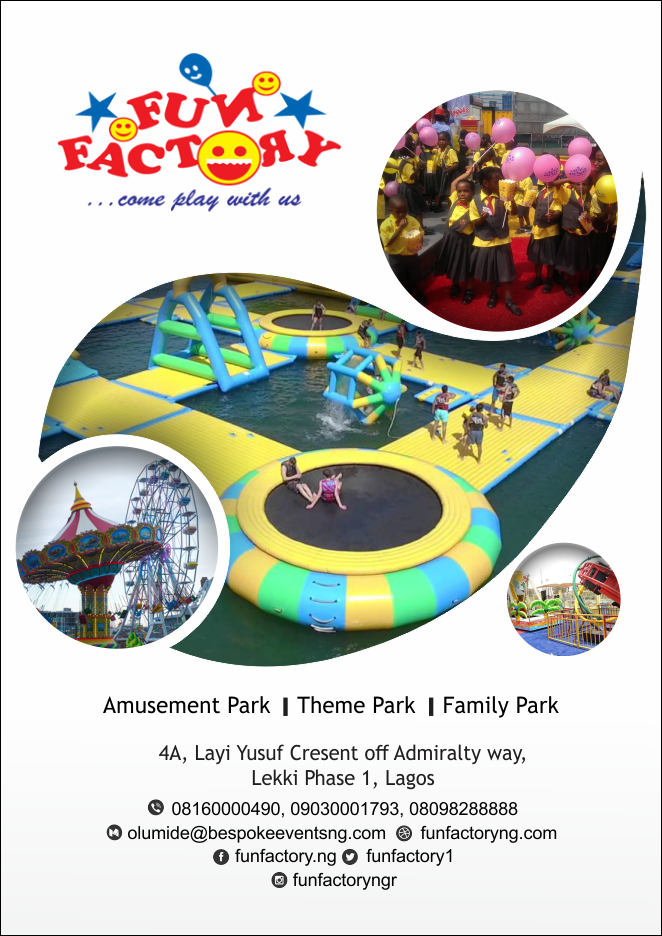 FUN
FACTORY
...come play with us
Amusement Park | Theme Park | Family Park
4A, Layi Yusuf Cresent off Admiralty way,
Lekki Phase 1, Lagos
08160000490, 09030001793, 08098288888
olumide@bespokeeventsng.com funfactoryng.com
funfactory.ng funfactory1
funfactoryngr